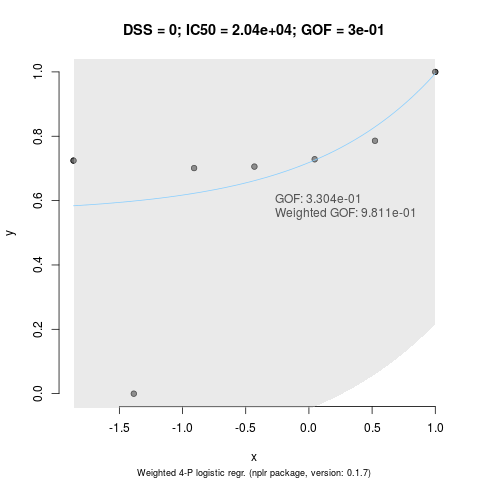 DSS = 0; IC50 = 2.04e+04; GOF = 3e-01
1.0
0.8
0.6
0.4
0.2
0.0
y
GOF: 3.304e-01
Weighted GOF: 9.811e-01
-1.5 -1.0 -0.5 0.0 0.5 1.0
x
Weighted 4-P logistic regr. (nplr package, version: 0.1.7)